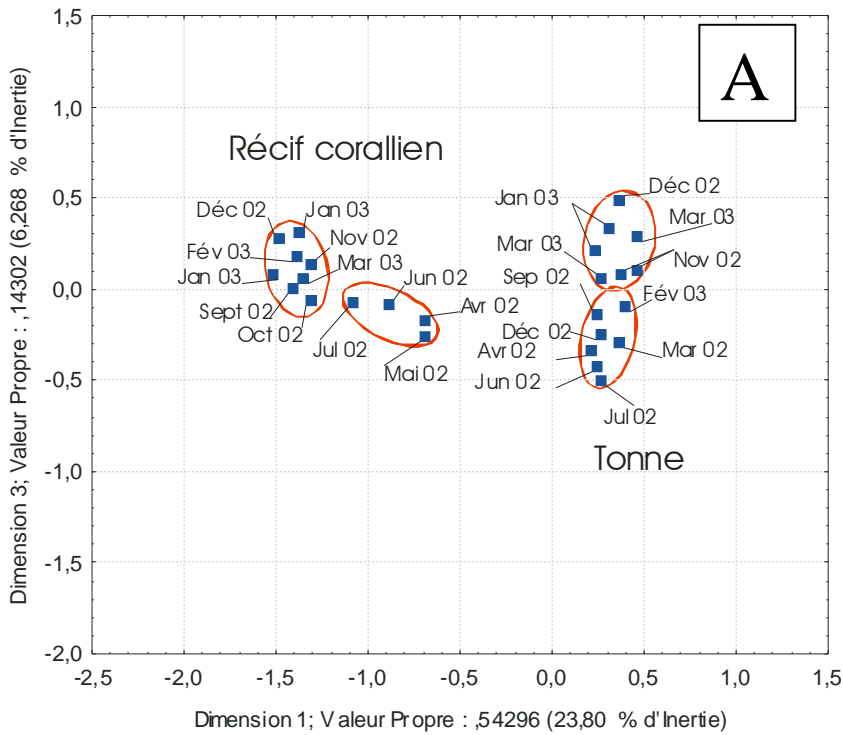 A
Récif corallien
Déc 02
Jan 03
Nov 02
Fév 03
Mar 03
Jan 03
Sept 02
Oct 02
Jun 02
Avr 02
Jul 02
Mai 02
Déc 02
Jan 03
Mar 03
Mar 03
Nov 02
Sep 02
Fév 03
Déc 02
Avr 02
Mar 02
Jun 02
Jul 02
Tonne
1,5
1,0
0,5
0,0
-0,5
-1,0
-1,5
-2,0
-2,5
-2,0
-1,5
-1,0
-0,5
0,0
0,5
1,0
1,5
Dimension 3; Valeur Propre : ,14302 (6,268 % d'Inertie)
Dimension 1; Valeur Propre : ,54296 (23,80 % d'Inertie)